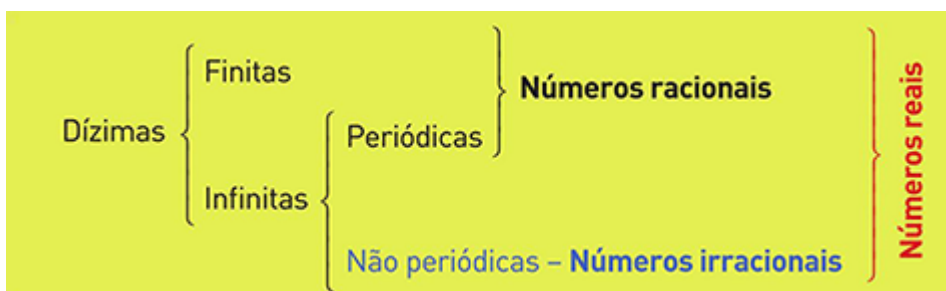 Finitas
Números racionais
Dízimas
Periódicas
Infinitas
Não periódicas – Números irracionais
Números reais